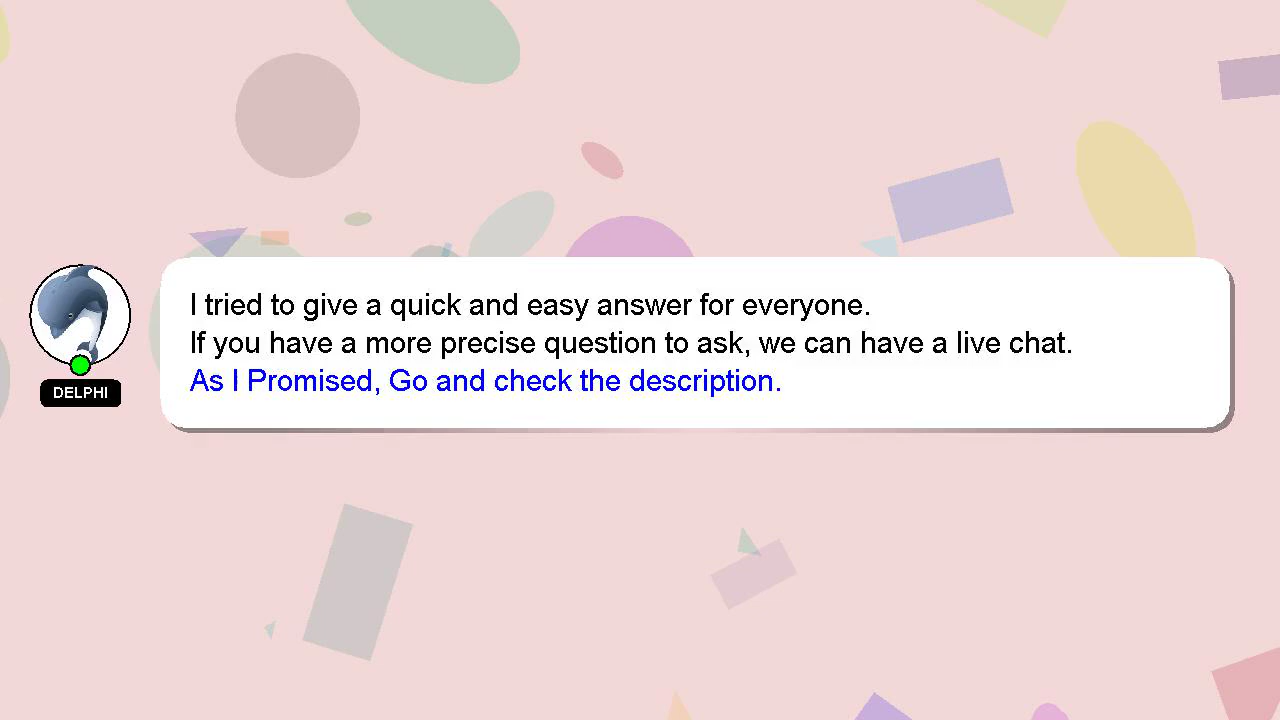 I tried to give a quick and easy answer for everyone.
If you have a more precise question to ask, we can have a live chat.
As I Promised, Go and check the description.
DELPHI